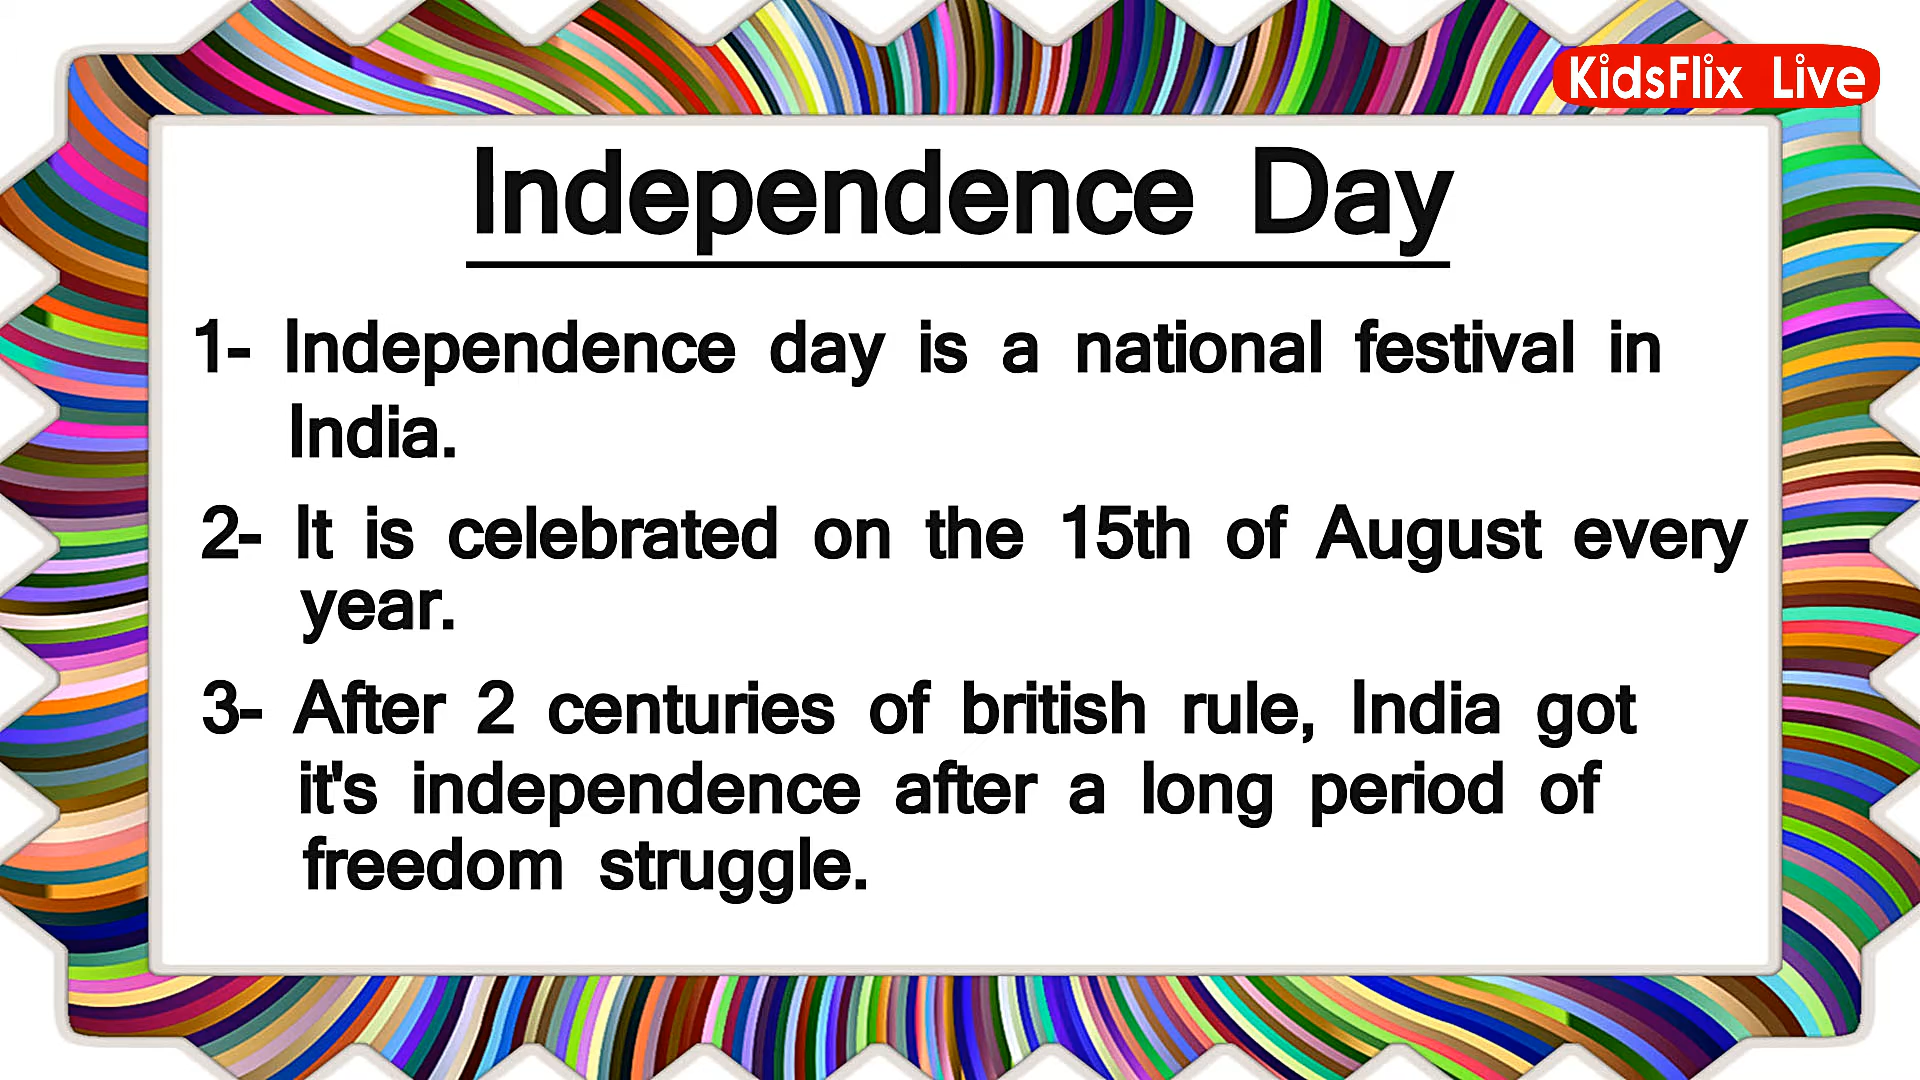 KidsFlix Live
Independence Day
1- Independence day is a national festival in
India.
2- It is celebrated on the 15th of August every
year.
3- After 2 centuries of british rule, India got
it's independence after a long period of
freedom struggle.